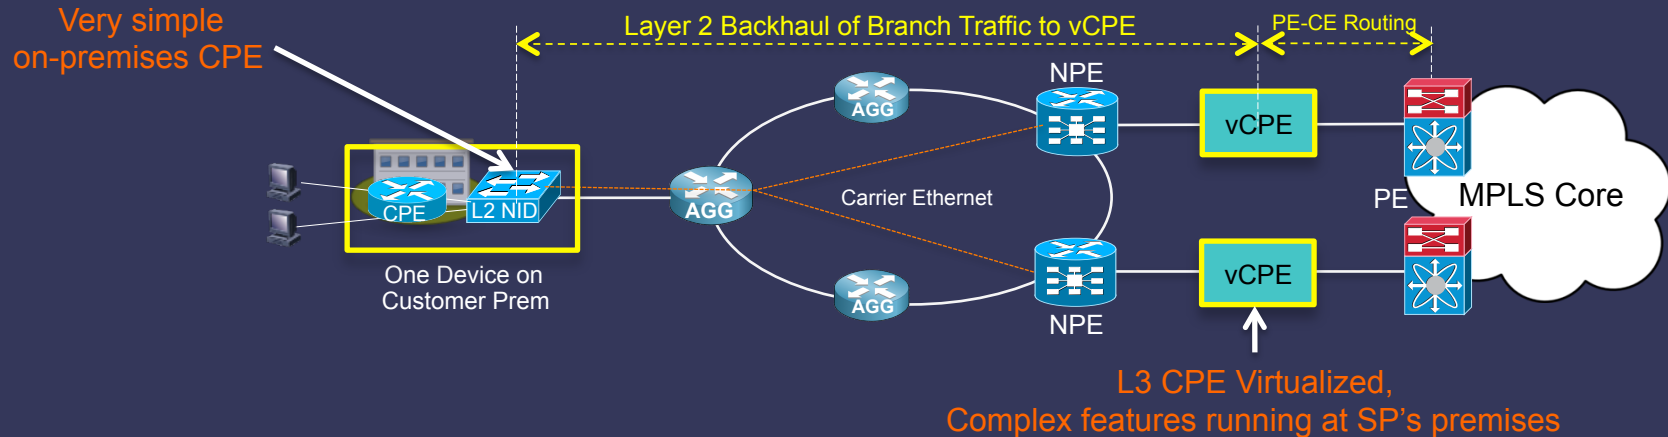 Very simple
on-premises CPE
Layer 2 Backhaul of Branch Traffic to vCPE
PE-CE Routing
NPE
AGG
vCPE
CPE
L2 NID
AGG
Carrier Ethernet
PE
MPLS Core
One Device on
Customer Prem
AGG
vCPE
NPE
L3 CPE Virtualized,
Complex features running at SP’s premises